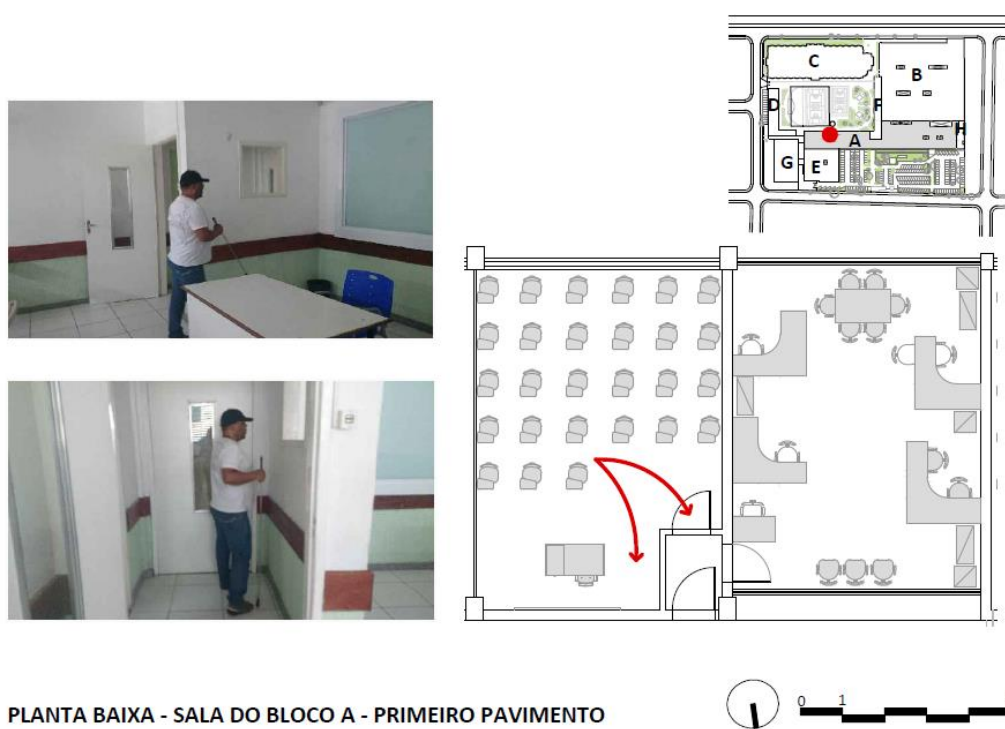 C
B
D
F
A
H
G
E
PLANTA BAIXA - SALA DO BLOCO A - PRIMEIRO PAVIMENTO
0 1